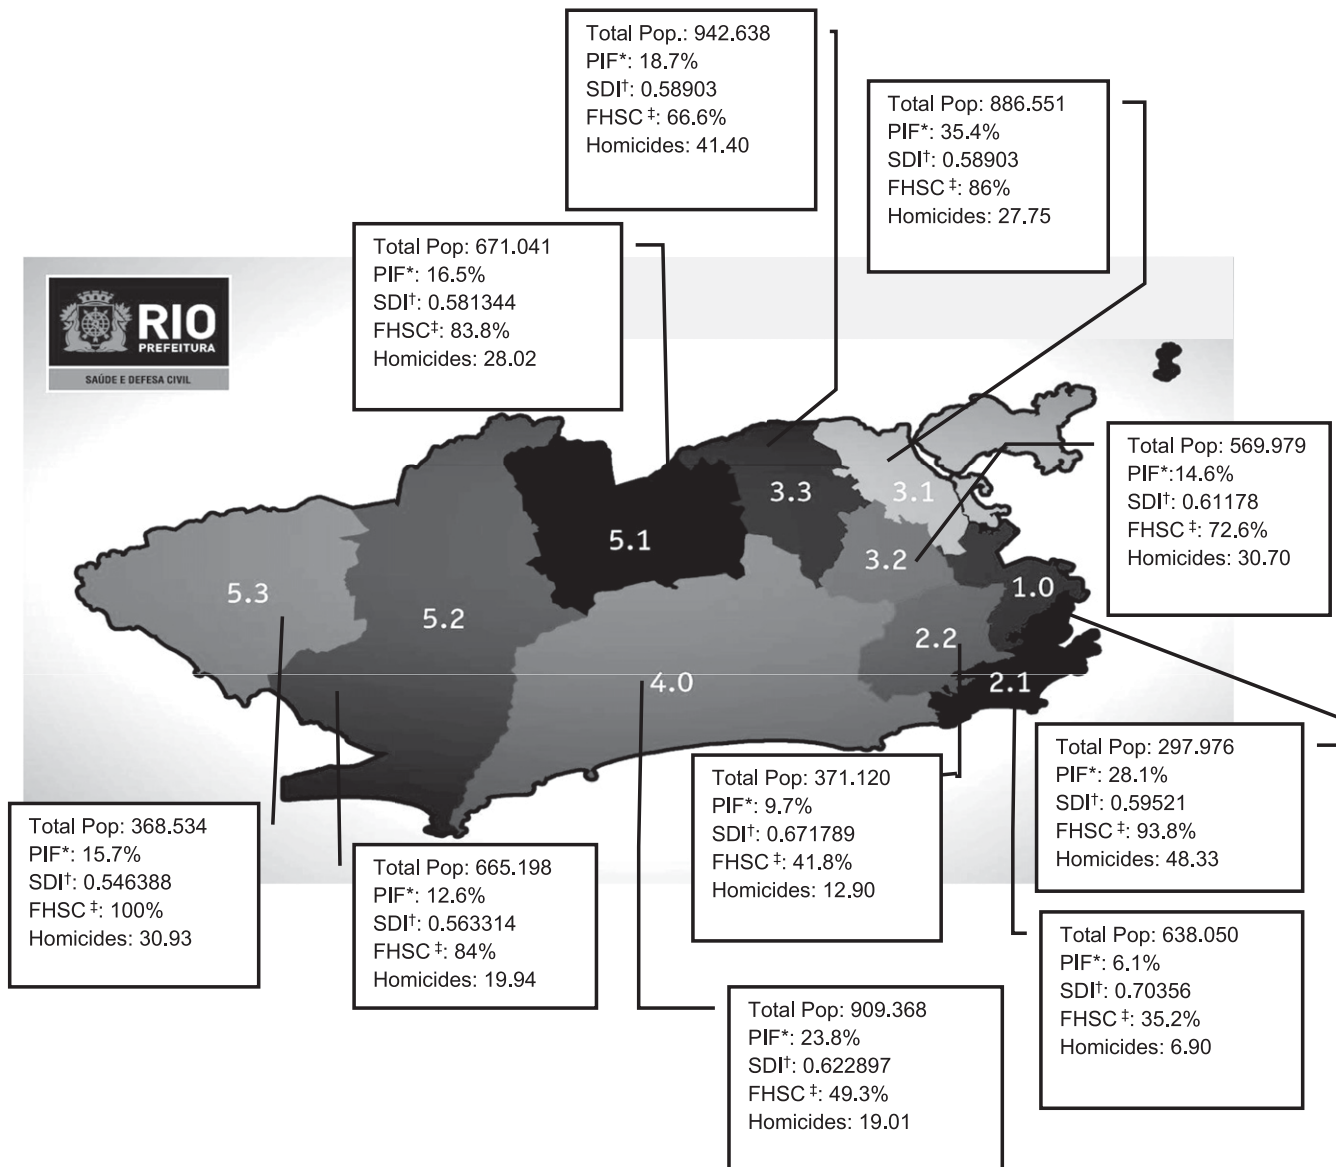 Total Pop.: 942.638
PIF*: 18.7%
SDI†: 0.58903
FHSC ‡: 66.6%
Homicides: 41.40
Total Pop: 886.551
PIF*: 35.4%
SDI†: 0.58903
FHSC ‡: 86%
Homicides: 27.75
Total Pop: 671.041
PIF*: 16.5%
SDI†: 0.581344
FHSC‡: 83.8%
Homicides: 28.02
RIO
PREFEITURA
SAÚDE E DEFESA CIVIL
Total Pop: 569.979
PIF*:14.6%
SDI†: 0.61178
FHSC ‡: 72.6%
Homicides: 30.70
3.3
3.1
5.1
3.2
1.0
5.3
5.2
2.2
4.0
2.1
Total Pop: 297.976
PIF*: 28.1%
SDI†: 0.59521
FHSC ‡: 93.8%
Homicides: 48.33
Total Pop: 371.120
PIF*: 9.7%
SDI†: 0.671789
FHSC ‡: 41.8%
Homicides: 12.90
Total Pop: 368.534
PIF*: 15.7%
SDI†: 0.546388
FHSC ‡: 100%
Homicides: 30.93
Total Pop: 665.198
PIF*: 12.6%
SDI†: 0.563314
FHSC ‡: 84%
Homicides: 19.94
Total Pop: 638.050
PIF*: 6.1%
SDI†: 0.70356
FHSC ‡: 35.2%
Homicides: 6.90
Total Pop: 909.368
PIF*: 23.8%
SDI†: 0.622897
FHSC ‡: 49.3%
Homicides: 19.01